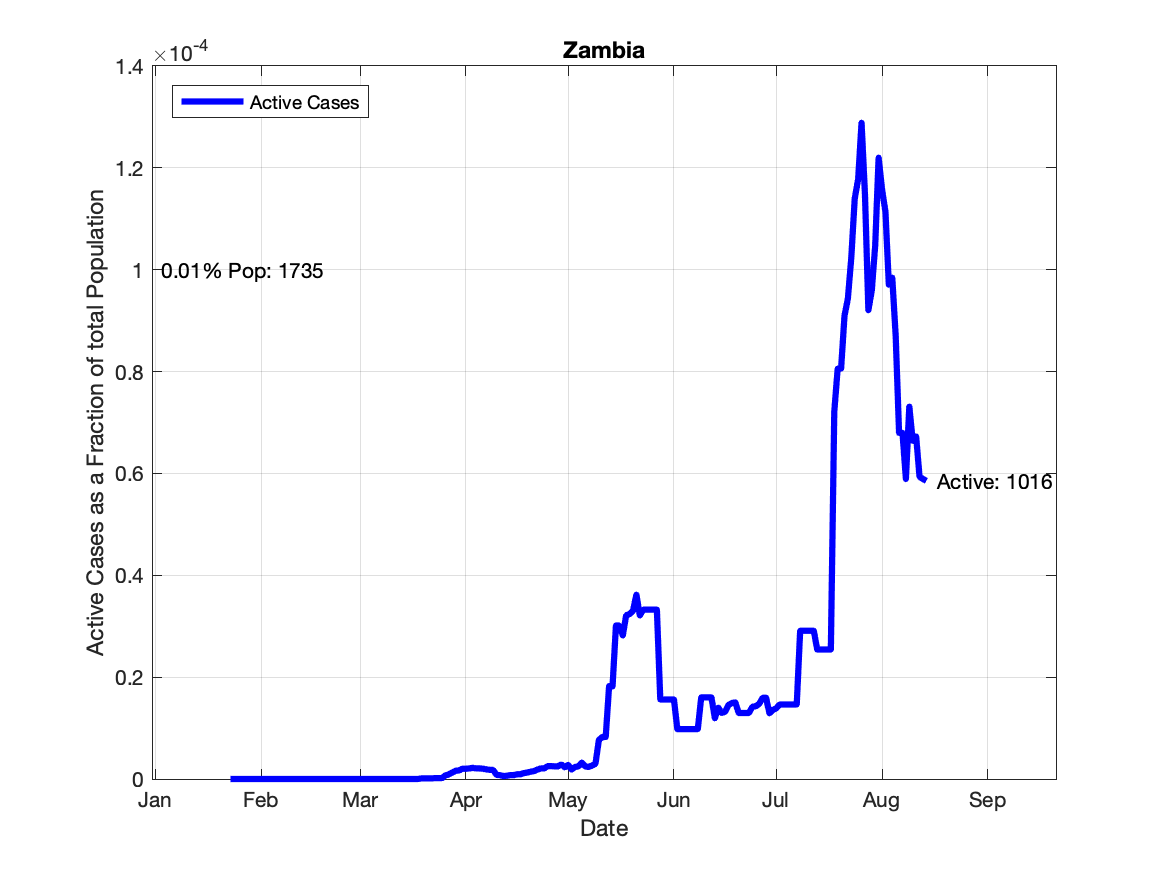 Zambia
×10-4
1.4
1.2
1
0.8
0.6
0.4
0.2
0
Active Cases
0.01% Pop: 1735
Active: 1016
Active Cases as a Fraction of total Population
Jan Feb Mar Apr May Jun Jul Aug Sep
Date